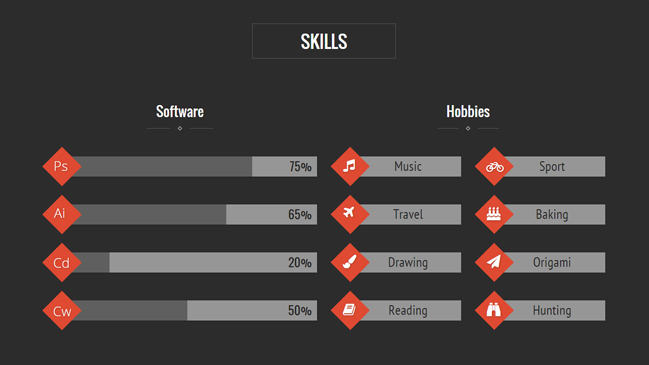 SKILLS
Software
Ps 75%
Ai 65%
Cd 20%
Cw 50%
Hobbies
Music Sport
Travel Baking
Drawing Origami
Reading Hunting